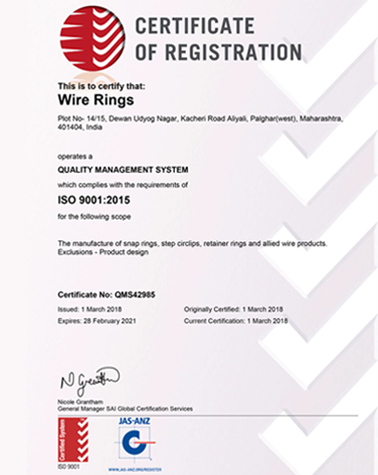 CERTIFICATE
OF REGISTRATION
This is to certify that:
Wire Rings
Plot No- 14/15, Dewan Udyog Nagar, Kacheri Road Aliyali, Palghar(west), Maharashtra,
401404, India
operates a
QUALITY MANAGEMENT SYSTEM
which complies with the requirements of
ISO 9001:2015
for the following scope
The manufacture of snap rings, step circlips, retainer rings and allied wire products.
Exclusions - Product design
Certificate No: QMS42985
Issued: 1 March 2018 Originally Certified: 1 March 2018
Expires: 28 February 2021 Current Certification: 1 March 2018
N Grantham
Nicole Grantham
General Manager SAI Global Certification Services
Certified System
JAS-ANZ
ISO 9001
WWW.JAS-ANZ.ORG/REGISTER